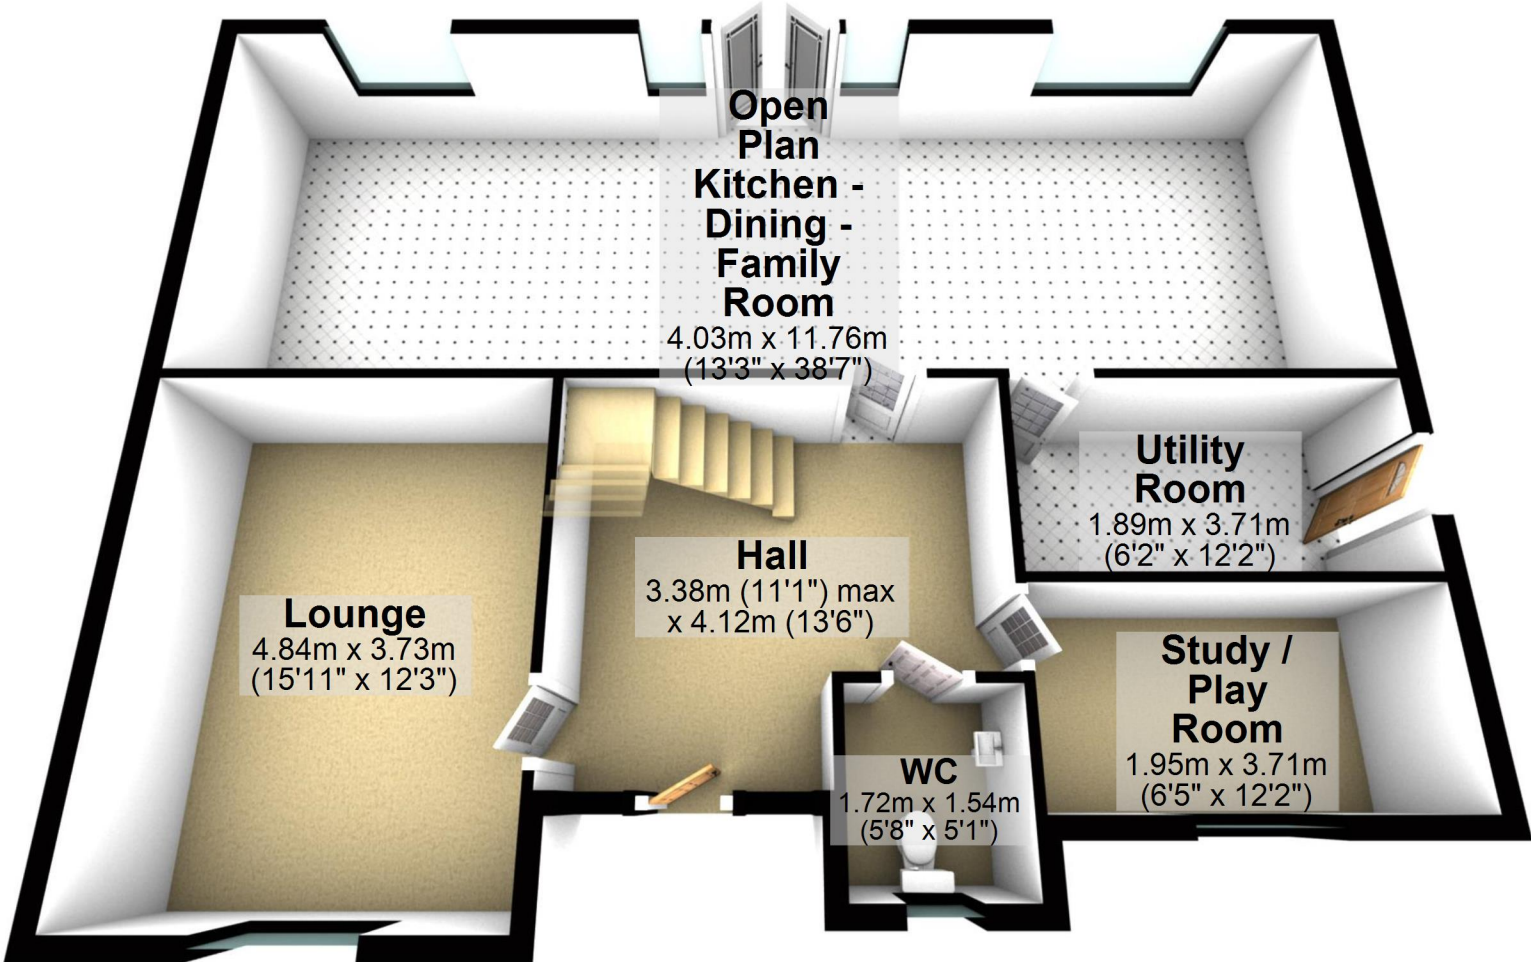 Open
Plan
Kitchen -
Dining -
Family
Room
4.03m x 11.76m
(13'3" x 38'7")
Utility
Room
1.89m x 3.71m
(6'2" x 12'2")
Hall
3.38m (11'1") max
x 4.12m (13'6")
Lounge
4.84m x 3.73m
(15'11" x 12'3")
Study /
Play
Room
1.95m x 3.71m
(6'5" x 12'2")
WC
1.72m x 1.54m
(5'8" x 5'1")